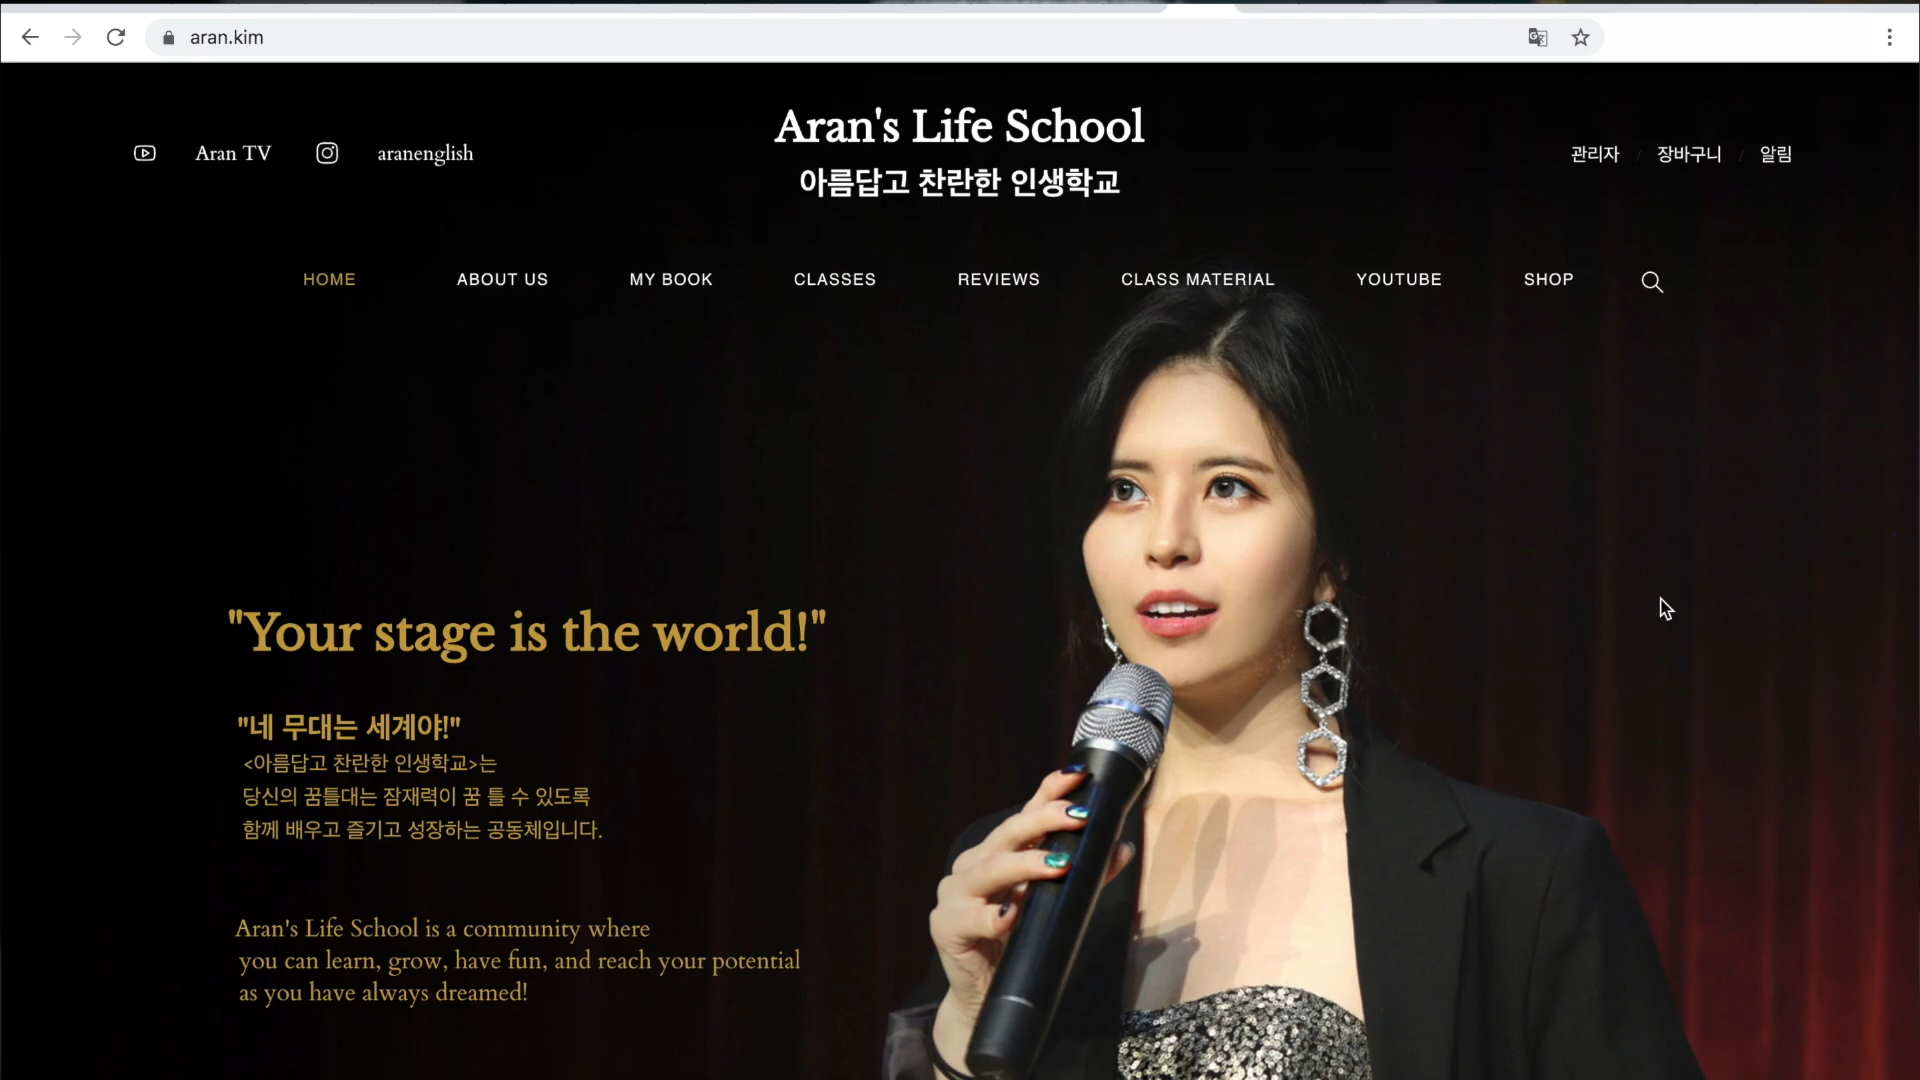 aran.kim
Aran's Life School
아름답고 찬란한 인생학교
Aran TV
aranenglish
관리자 / 장바구니 / 알림
HOME ABOUT US MY BOOK CLASSES REVIEWS CLASS MATERIAL YOUTUBE SHOP
"Your stage is the world!"
"네 무대는 세계야!"
<아름답고 찬란한 인생학교>는
당신의 꿈틀대는 잠재력이 꿈 틀 수 있도록
함께 배우고 즐기고 성장하는 공동체입니다.
Aran's Life School is a community where
you can learn, grow, have fun, and reach your potential
as you have always dreamed!